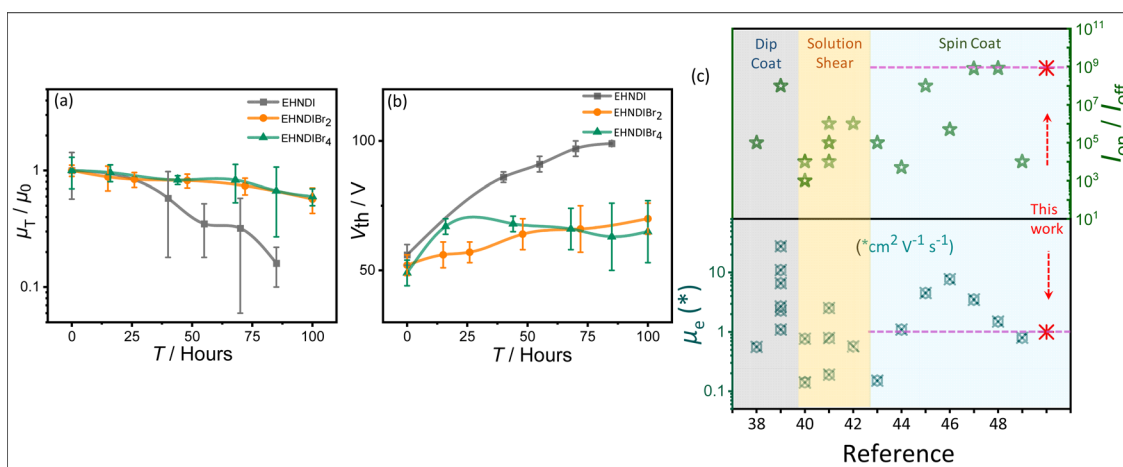 (a)
EHNDI
EHNDIBr2
EHNDIBr4
μT / μ0
1
0.1
0 25 50 75 100
T / Hours
(b)
EHNDI
EHNDIBr2
EHNDIBr4
Vth / V
100
50
0 25 50 75 100
T / Hours
(c)
Dip
Coat
Solution
Shear
Spin Coat
Ion / Ioff
10^11
10^9
10^7
10^5
10^3
10^1
This
work
(*cm^2 V^-1 s^-1)
μe (*)
10
1
0.1
38 40 42 44 46 48
Reference